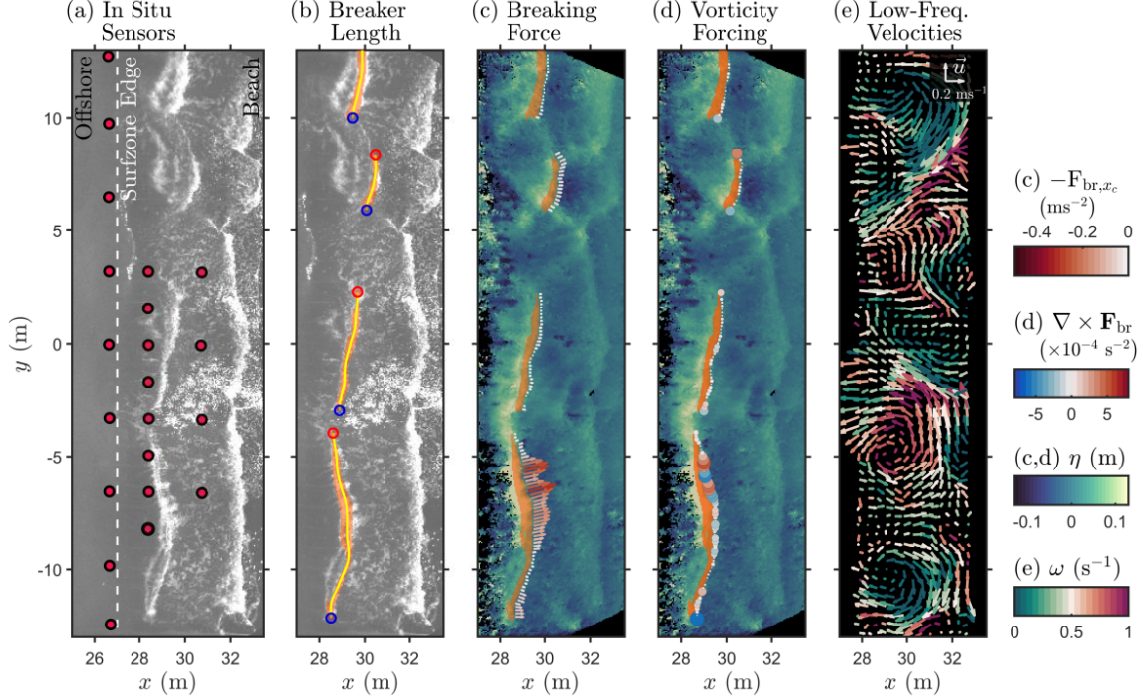 (a) In Situ
Sensors
(b) Breaker
Length
(c) Breaking
Force
(d) Vorticity
Forcing
(e) Low-Freq.
Velocities
Offshore
Surfzone Edge
Beach
u⃗
0.2 ms⁻¹
y (m)
10
5
0
-5
-10
26 28 30 32
28 30 32
28 30 32
28 30 32
28 30 32
x (m)
x (m)
x (m)
x (m)
x (m)
(c) −F_br,x_c
(ms⁻²)
-0.4 -0.2 0
(d) ∇ × F_br
(×10⁻⁴ s⁻²)
-5 0 5
(c,d) η (m)
-0.1 0 0.1
(e) ω (s⁻¹)
0 0.5 1